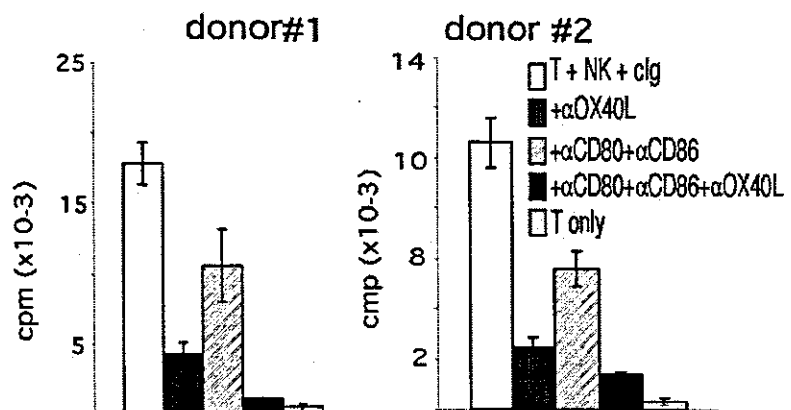 donor#1
25
15
5
cpm (x10-3)
donor #2
14
10
8
2
cmp (x10-3)
T + NK + cIg
+αOX40L
+αCD80+αCD86
+αCD80+αCD86+αOX40L
T only